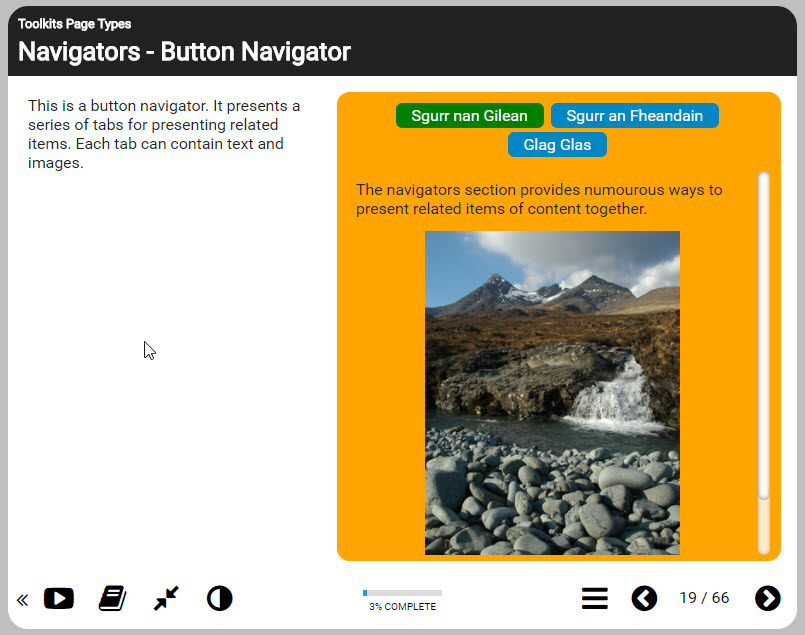 Toolkits Page Types
Navigators - Button Navigator
This is a button navigator. It presents a
series of tabs for presenting related
items. Each tab can contain text and
images.
Sgurr nan Gilean
Sgurr an Fheandain
Glag Glas
The navigators section provides numourous ways to
present related items of content together.
3% COMPLETE
19 / 66